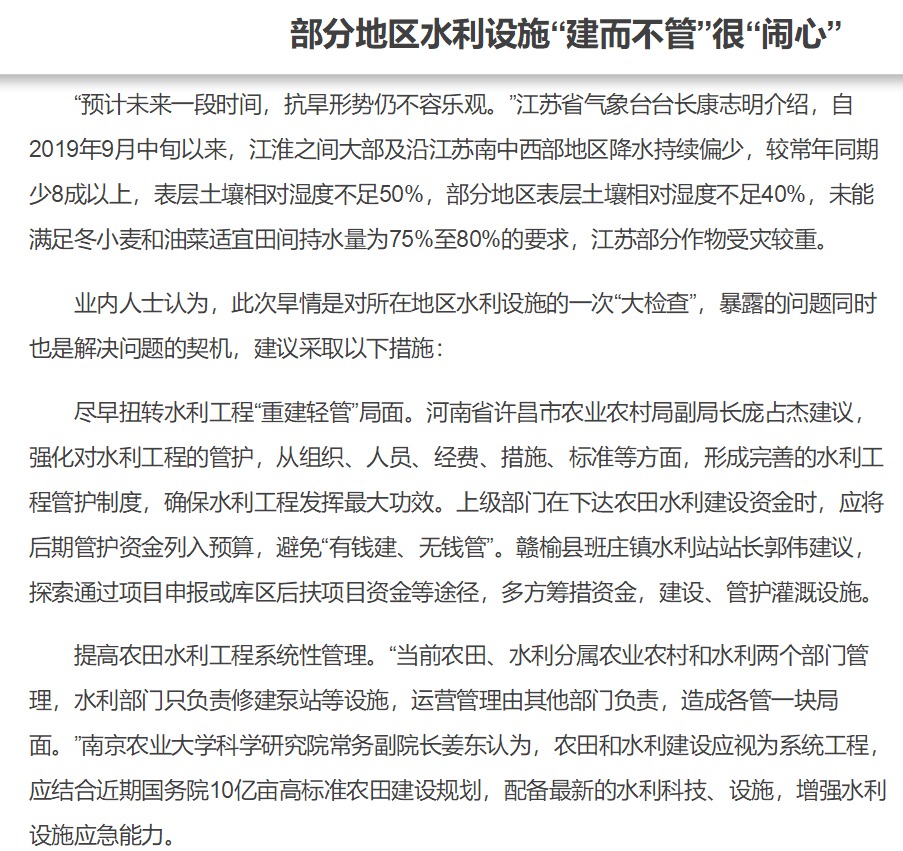 部分地区水利设施“建而不管”很“闹心”
“预计未来一段时间，抗旱形势仍不容乐观。”江苏省气象台台长康志明介绍，自
2019年9月中旬以来，江淮之间大部及沿江苏南中西部地区降水持续偏少，较常年同期
少8成以上，表层土壤相对湿度不足50%，部分地区表层土壤相对湿度不足40%，未能
满足冬小麦和油菜适宜田间持水量为75%至80%的要求，江苏部分作物受灾较重。
业内人士认为，此次旱情是对所在地区水利设施的一次“大检查”，暴露的问题同时
也是解决问题的契机，建议采取以下措施：
尽早扭转水利工程“重建轻管”局面。河南省许昌市农业农村局副局长庞占杰建议，
强化对水利工程的管护，从组织、人员、经费、措施、标准等方面，形成完善的水利工
程管护制度，确保水利工程发挥最大功效。上级部门在下达农田水利建设资金时，应将
后期管护资金列入预算，避免“有钱建、无钱管”。赣榆县班庄镇水利站站长郭伟建议，
探索通过项目申报或库区后扶项目资金等途径，多方筹措资金，建设、管护灌溉设施。
提高农田水利工程系统性管理。“当前农田、水利分属农业农村和水利两个部门管
理，水利部门只负责修建泵站等设施，运营管理由其他部门负责，造成各管一块局
面。”南京农业大学科学研究院常务副院长姜东认为，农田和水利建设应视为系统工程，
应结合近期国务院10亿亩高标准农田建设规划，配备最新的水利科技、设施，增强水利
设施应急能力。